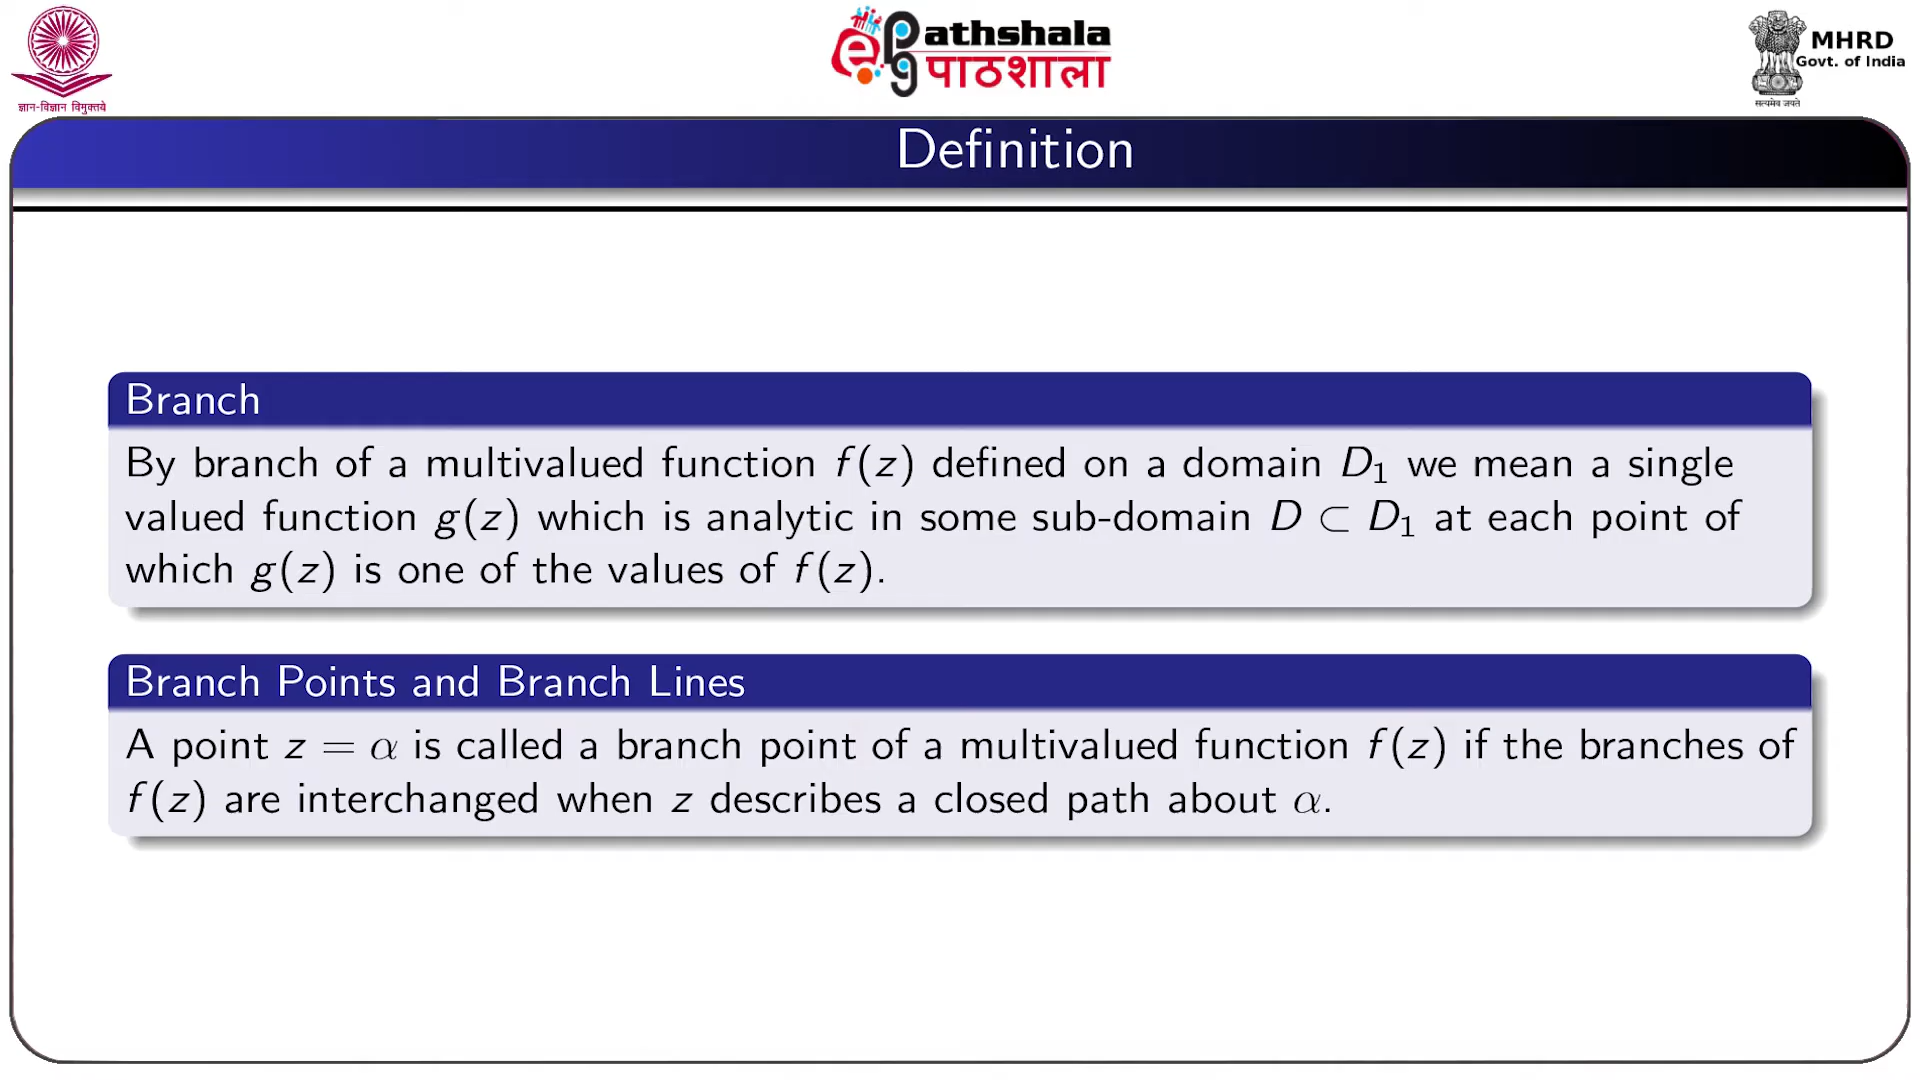 ज्ञान-विज्ञान विमुक्तये
ePG Pathshala
पाठशाला
MHRD
Govt. of India
सत्यमेव जयते
Definition
Branch
By branch of a multivalued function f(z) defined on a domain D₁ we mean a single
valued function g(z) which is analytic in some sub-domain D ⊂ D₁ at each point of
which g(z) is one of the values of f(z).
Branch Points and Branch Lines
A point z = α is called a branch point of a multivalued function f(z) if the branches of
f(z) are interchanged when z describes a closed path about α.